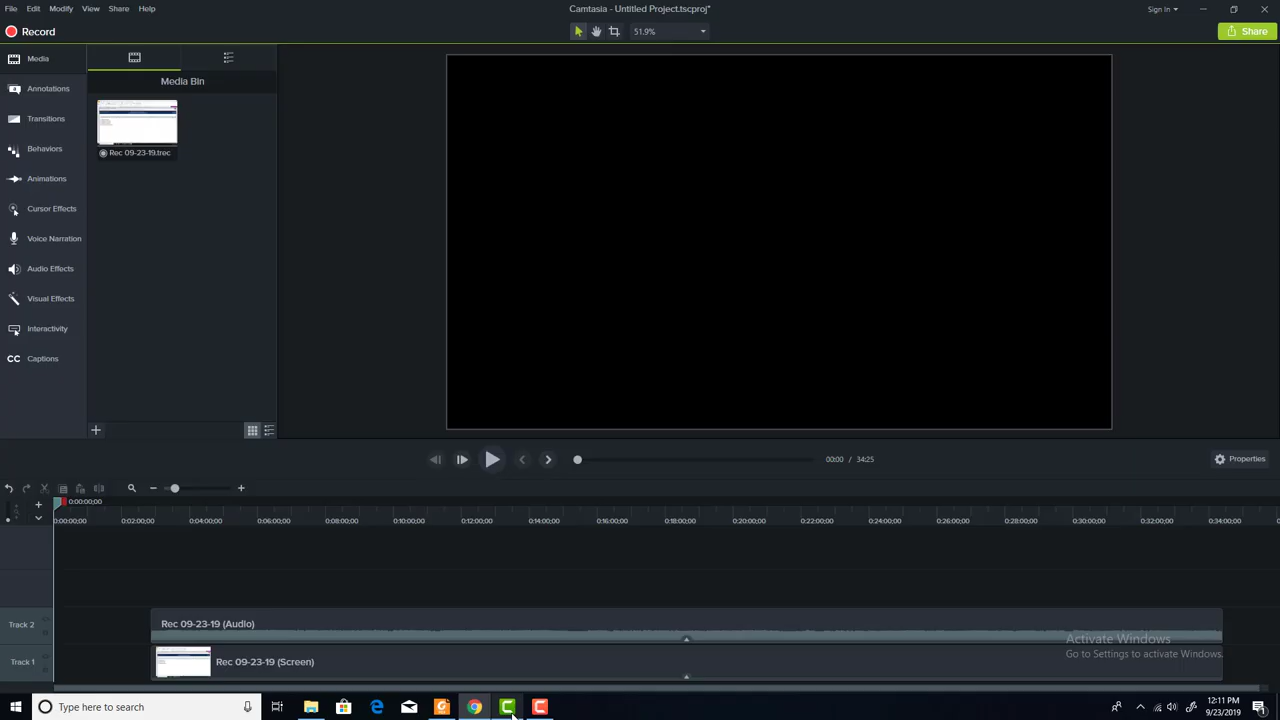 File Edit Modify View Share Help
Camtasia - Untitled Project.tscproj*
Sign In
Record
51.9%
Share
Media
Annotations
Transitions
Behaviors
Animations
Cursor Effects
Voice Narration
Audio Effects
Visual Effects
Interactivity
CC Captions
Media Bin
Rec 09-23-19.trec
00:00 / 34:25
Properties
0:00:00;00
0:00:00;00 0:02:00;00 0:04:00;00 0:06:00;00 0:08:00;00 0:10:00;00 0:12:00;00 0:14:00;00 0:16:00;00 0:18:00;00 0:20:00;00 0:22:00;00 0:24:00;00 0:26:00;00 0:28:00;00 0:30:00;00 0:32:00;00 0:34:00;00
Track 2
Rec 09-23-19 (Audio)
Track 1
Rec 09-23-19 (Screen)
Activate Windows
Go to Settings to activate Windows.
Type here to search
12:11 PM
9/23/2019